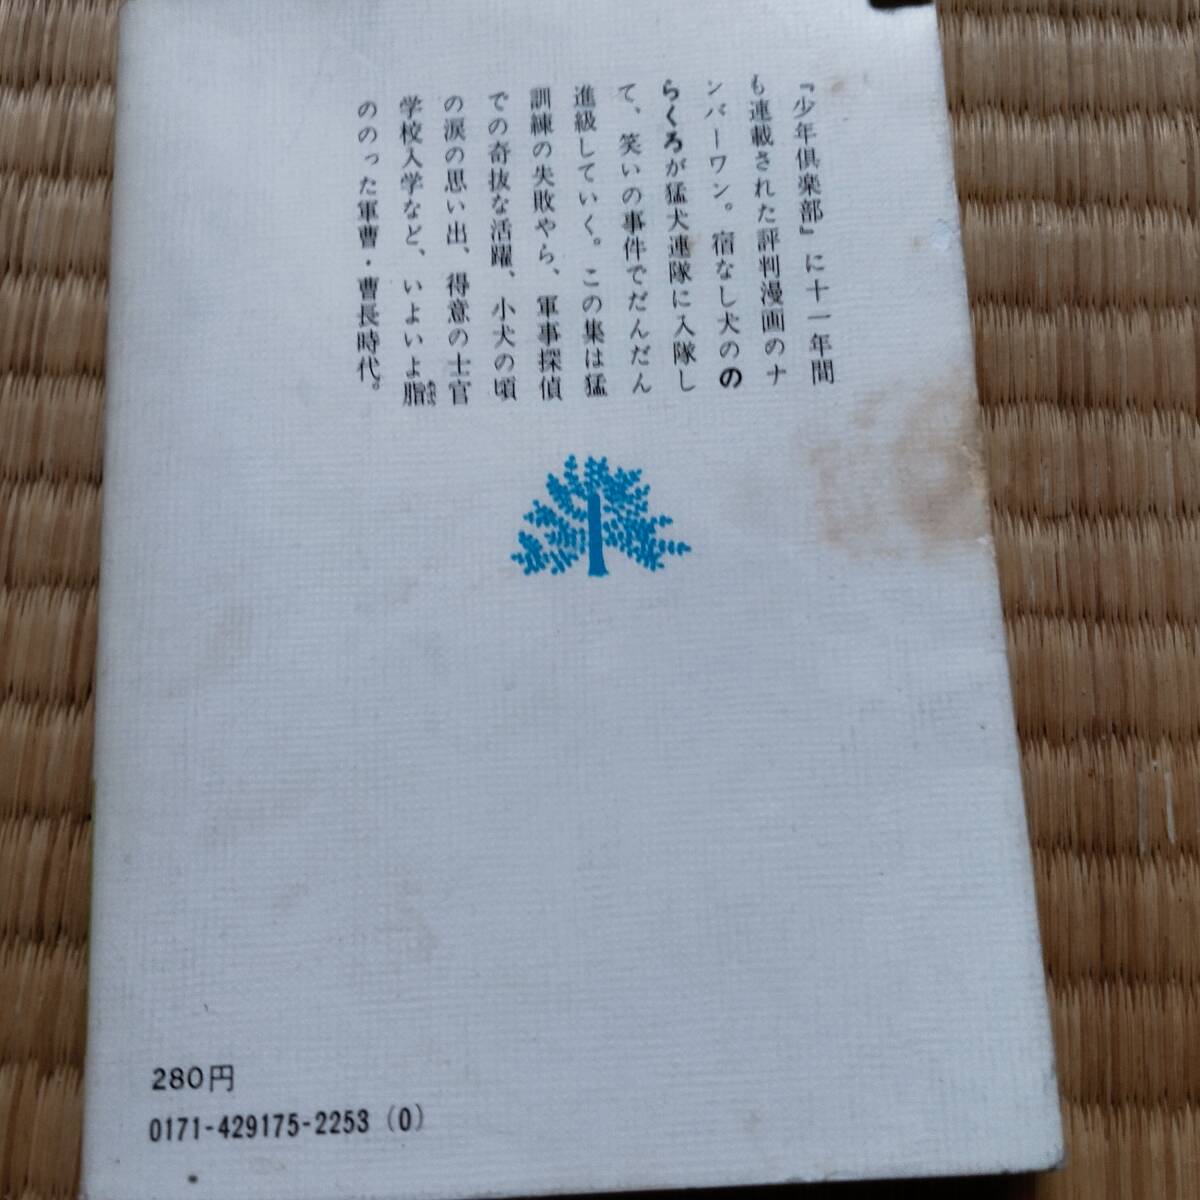 『少年倶楽部』に十一年間
も連載された評判漫画のナ
ンバーワン。宿なし犬のの
らくろが猛犬連隊に入隊し
て、笑いの事件でだんだん
進級していく。この集は猛
訓練の失敗やら、軍事探偵
での奇抜な活躍、小犬の頃
の涙の思い出、得意の士官
学校入学など、いよいよ脂
ののった軍曹・曹長時代。
280円
0171-429175-2253 (0)